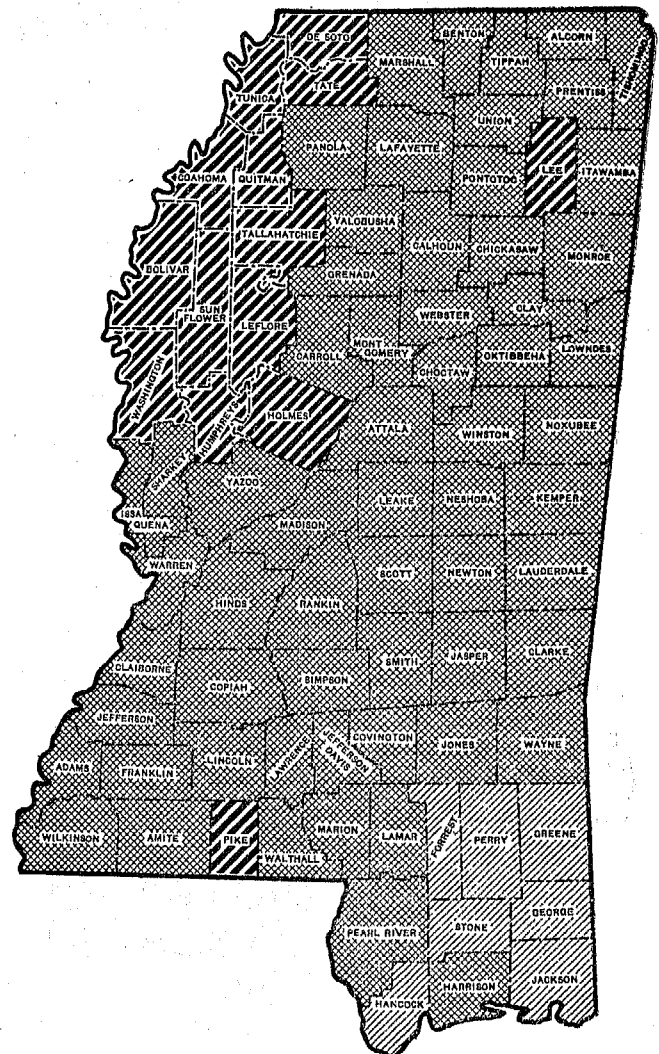 DE SOTO
BENTON
ALCORN
MARSHALL
TIPPAH
TISHOMINGO
TATE
PRENTISS
TUNICA
UNION
PANOLA
LAFAYETTE
LEE
ITAWAMBA
COAHOMA
QUITMAN
PONTOTOC
YALOBUSHA
TALLAHATCHIE
CALHOUN
CHICKASAW
MONROE
BOLIVAR
GRENADA
SUN
FLOWER
LEFLORE
WEBSTER
CLAY
MONT
GOMERY
LOWNDES
CARROLL
OKTIBBEHA
CHOCTAW
WASHINGTON
HUMPHREYS
HOLMES
ATTALA
WINSTON
NOXUBEE
SHARKEY
YAZOO
LEAKE
NESHOBA
KEMPER
ISSA
QUENA
MADISON
WARREN
SCOTT
NEWTON
LAUDERDALE
HINDS
RANKIN
CLAIBORNE
SMITH
JASPER
CLARKE
COPIAH
SIMPSON
JEFFERSON
COVINGTON
JONES
WAYNE
LINCOLN
LAWRENCE
JEFFERSON
DAVIS
ADAMS
FRANKLIN
WILKINSON
AMITE
PIKE
MARION
LAMAR
FORREST
PERRY
GREENE
WALTHALL
GEORGE
PEARL RIVER
STONE
HANCOCK
HARRISON
JACKSON